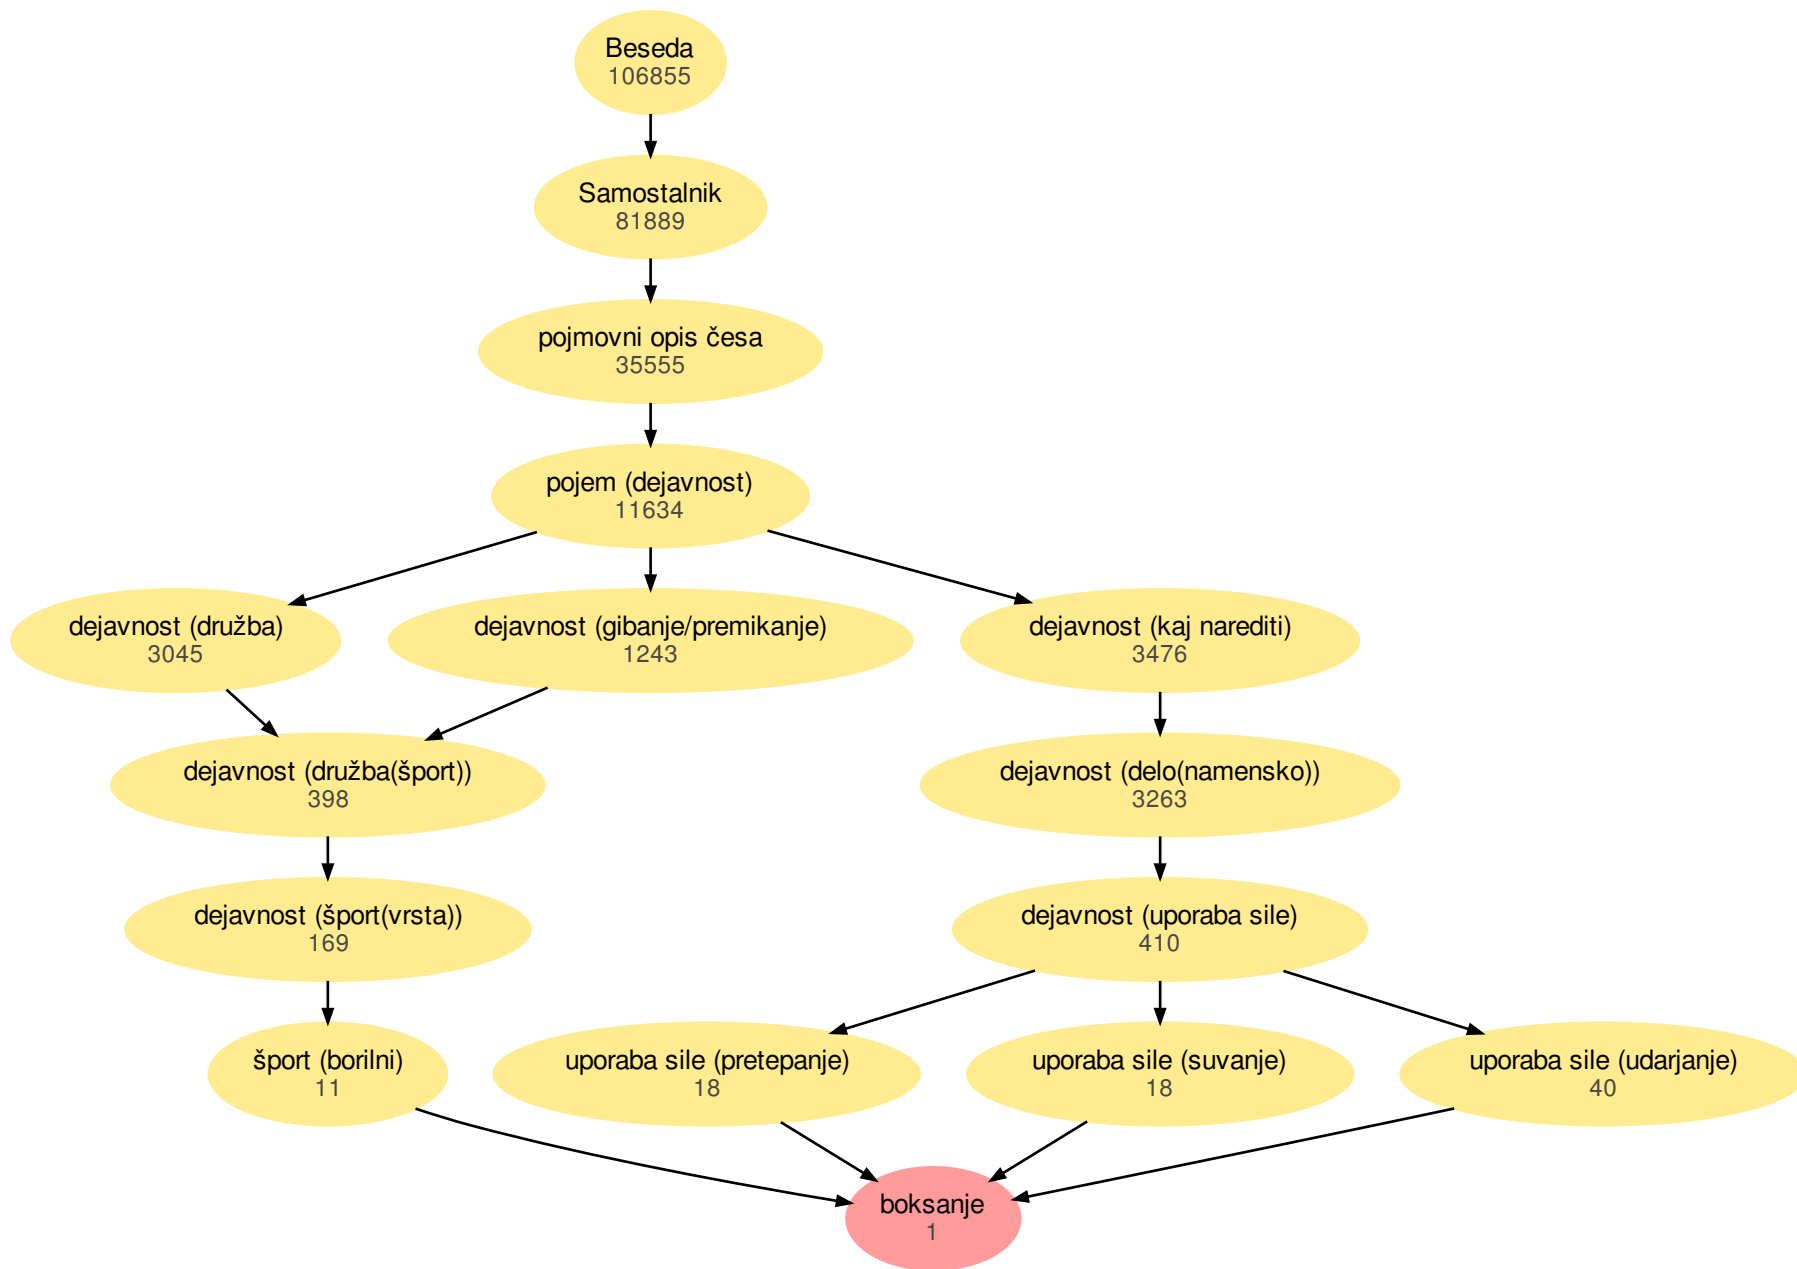 Beseda
106855
Samostalnik
81889
pojmovni opis česa
35555
pojem (dejavnost)
11634
dejavnost (družba)
3045
dejavnost (gibanje/premikanje)
1243
dejavnost (kaj narediti)
3476
dejavnost (družba(šport))
398
dejavnost (delo(namensko))
3263
dejavnost (šport(vrsta))
169
dejavnost (uporaba sile)
410
šport (borilni)
11
uporaba sile (pretepanje)
18
uporaba sile (suvanje)
18
uporaba sile (udarjanje)
40
boksanje
1